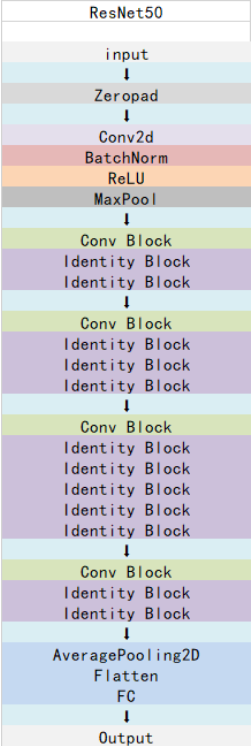 ResNet50
input
⬇
Zeropad
⬇
Conv2d
BatchNorm
ReLU
MaxPool
⬇
Conv Block
Identity Block
Identity Block
⬇
Conv Block
Identity Block
Identity Block
Identity Block
⬇
Conv Block
Identity Block
Identity Block
Identity Block
Identity Block
Identity Block
⬇
Conv Block
Identity Block
Identity Block
⬇
AveragePooling2D
Flatten
FC
⬇
Output